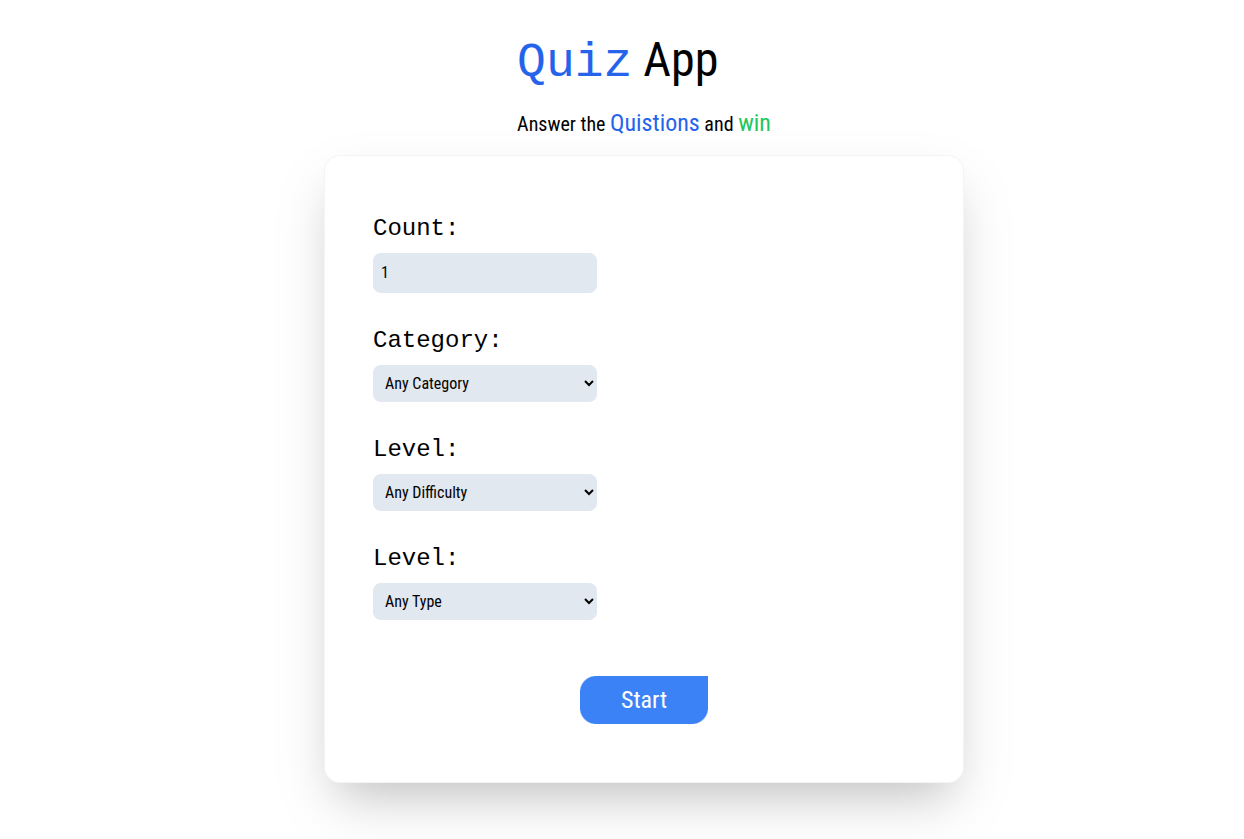 Quiz App
Answer the Quistions and win
Count:
1
Category:
Any Category
Level:
Any Difficulty
Level:
Any Type
Start